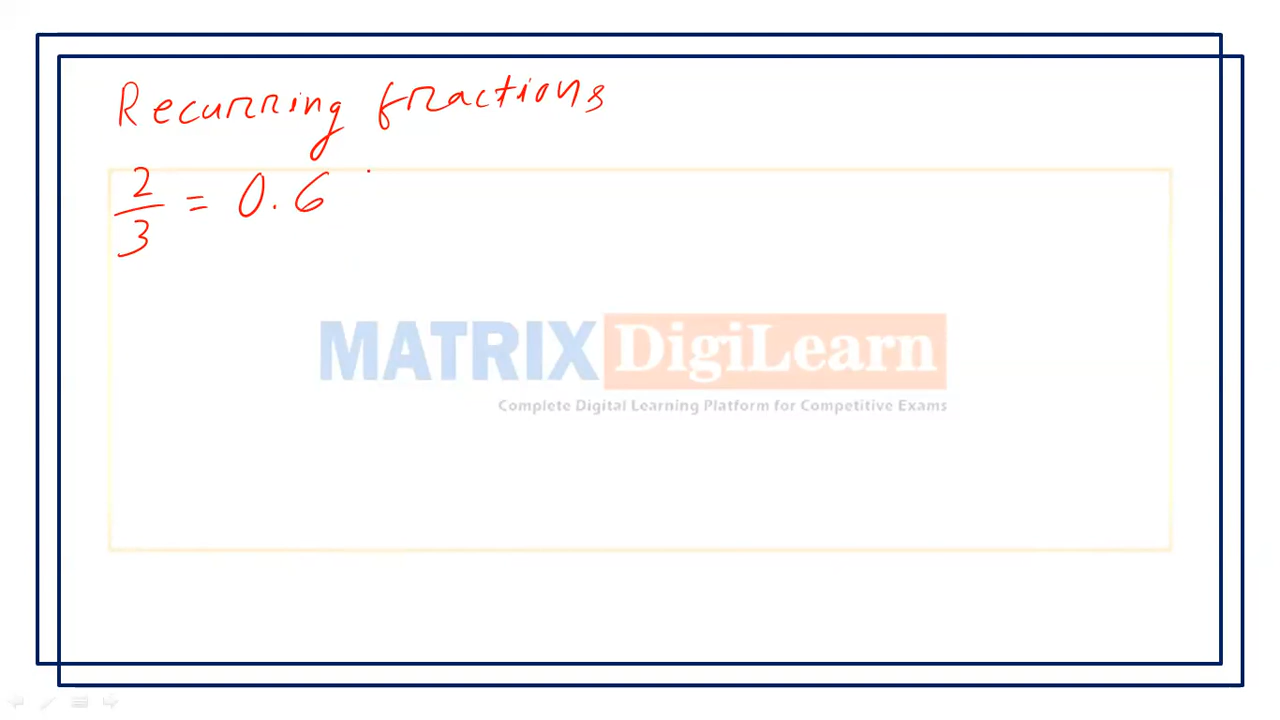 Recurring fractions
2/3 = 0.6
MATRIX DigiLearn
Complete Digital Learning Platform for Competitive Exams